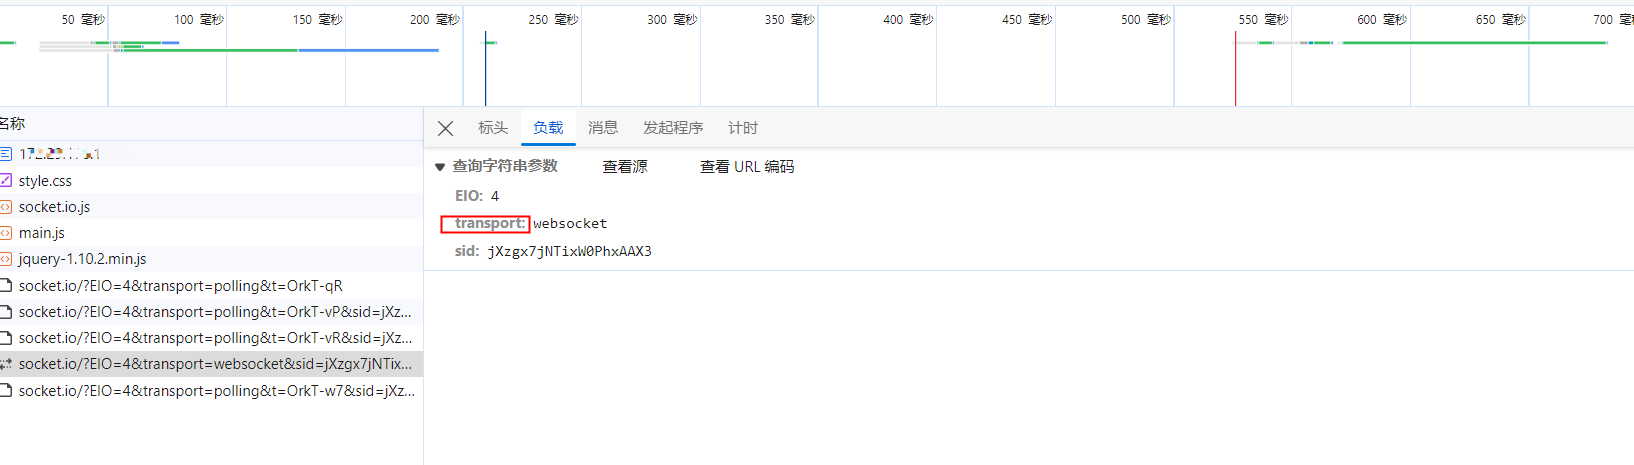 50 毫秒 100 毫秒 150 毫秒 200 毫秒 250 毫秒 300 毫秒 350 毫秒 400 毫秒 450 毫秒 500 毫秒 550 毫秒 600 毫秒 650 毫秒 700 毫秒
名称
标头 负载 消息 发起程序 计时
style.css
socket.io.js
main.js
jquery-1.10.2.min.js
socket.io/?EIO=4&transport=polling&t=OrkT-qR
socket.io/?EIO=4&transport=polling&t=OrkT-vP&sid=jXz...
socket.io/?EIO=4&transport=polling&t=OrkT-vR&sid=jXz...
socket.io/?EIO=4&transport=websocket&sid=jXzgx7jNTix...
socket.io/?EIO=4&transport=polling&t=OrkT-w7&sid=jXz...
查询字符串参数 查看源 查看 URL 编码
EIO: 4
transport: websocket
sid: jXzgx7jNTixW0PhxAAX3